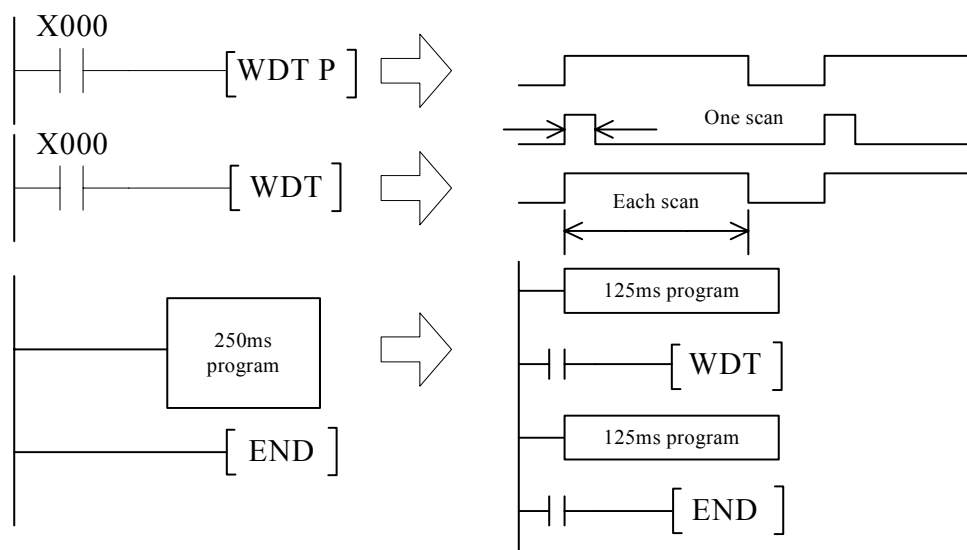 X000
WDT P
One scan
X000
WDT
Each scan
250ms
program
END
125ms program
WDT
125ms program
END